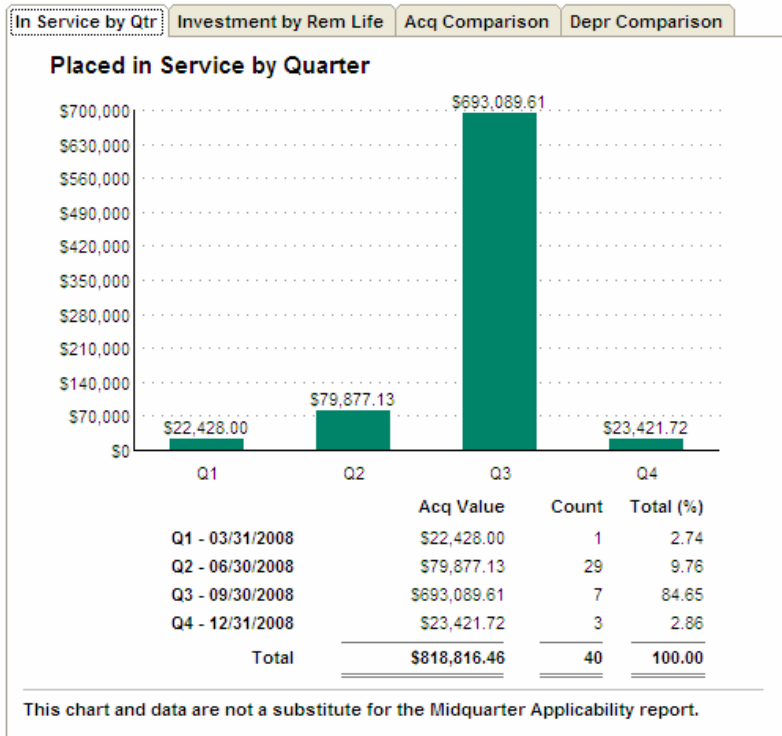 In Service by Qtr Investment by Rem Life Acq Comparison Depr Comparison
Placed in Service by Quarter
$700,000
$630,000
$560,000
$490,000
$420,000
$350,000
$280,000
$210,000
$140,000
$70,000
$0
$22,428.00
$79,877.13
$693,089.61
$23,421.72
Q1 Q2 Q3 Q4
Acq Value Count Total (%)
Q1 - 03/31/2008 $22,428.00 1 2.74
Q2 - 06/30/2008 $79,877.13 29 9.76
Q3 - 09/30/2008 $693,089.61 7 84.65
Q4 - 12/31/2008 $23,421.72 3 2.86
Total $818,816.46 40 100.00
This chart and data are not a substitute for the Midquarter Applicability report.